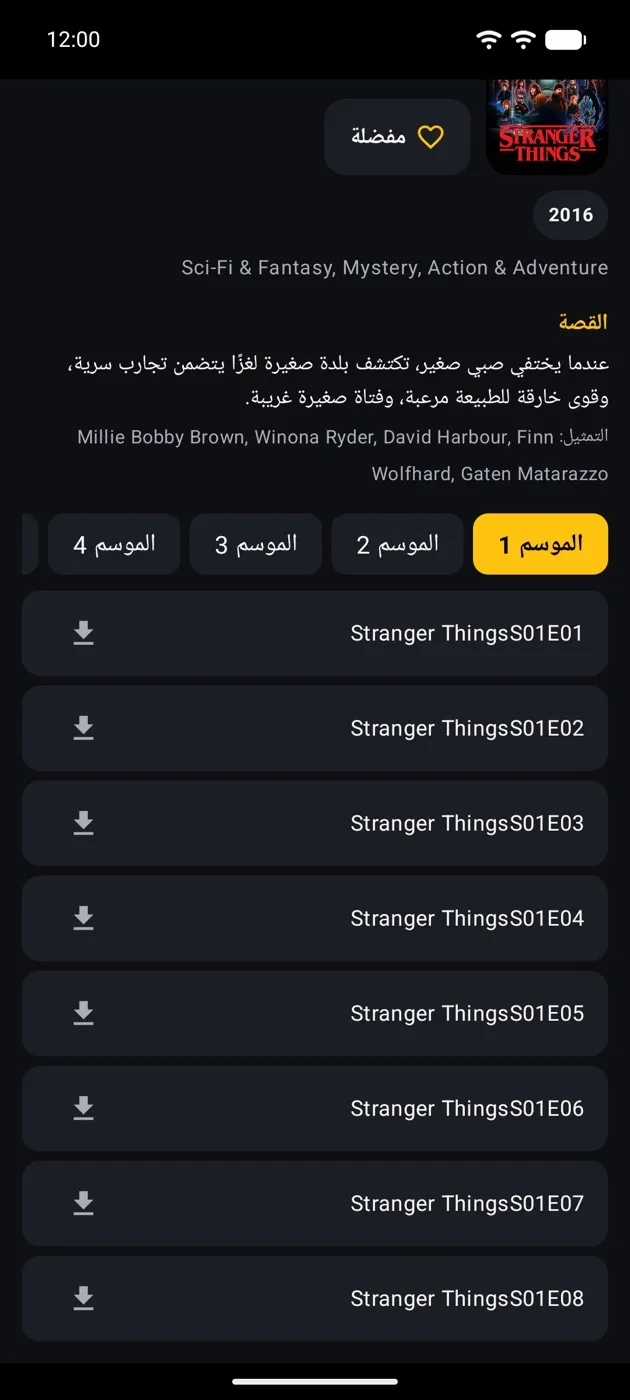 12:00
STRANGER
THINGS
مفضلة
2016
Sci-Fi & Fantasy, Mystery, Action & Adventure
القصة
عندما يختفي صبي صغير، تكتشف بلدة صغيرة لغزًا يتضمن تجارب سرية،
وقوى خارقة للطبيعة مرعبة، وفتاة صغيرة غريبة.
التمثيل: Millie Bobby Brown, Winona Ryder, David Harbour, Finn
Wolfhard, Gaten Matarazzo
الموسم 1
الموسم 2
الموسم 3
الموسم 4
Stranger ThingsS01E01
Stranger ThingsS01E02
Stranger ThingsS01E03
Stranger ThingsS01E04
Stranger ThingsS01E05
Stranger ThingsS01E06
Stranger ThingsS01E07
Stranger ThingsS01E08